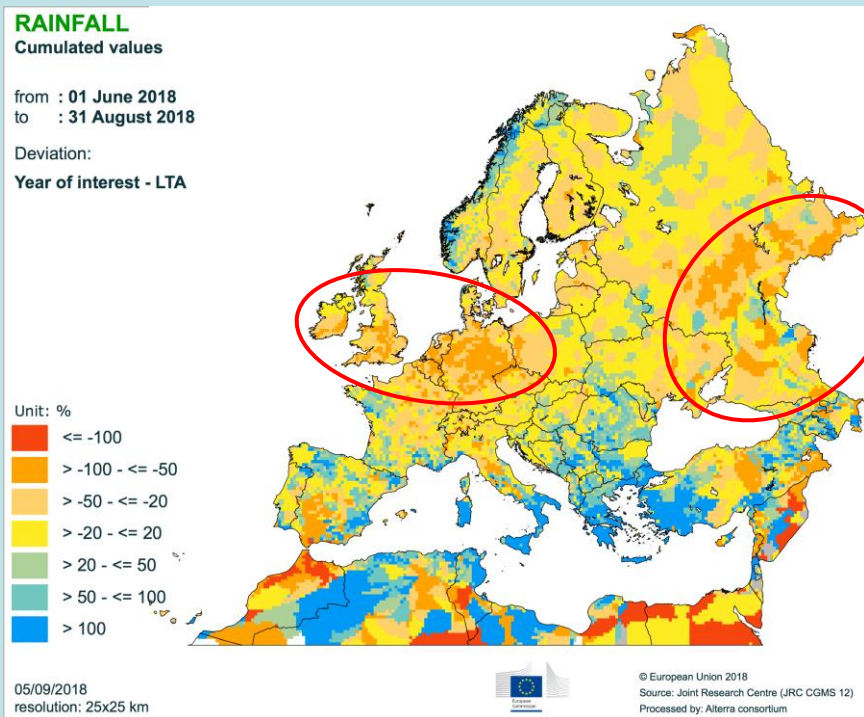 RAINFALL
Cumulated values
from : 01 June 2018
to : 31 August 2018
Deviation:
Year of interest - LTA
Unit: %
<= -100
> -100 - <= -50
> -50 - <= -20
> -20 - <= 20
> 20 - <= 50
> 50 - <= 100
> 100
05/09/2018
resolution: 25x25 km
European
Commission
© European Union 2018
Source: Joint Research Centre (JRC CGMS 12)
Processed by: Alterra consortium